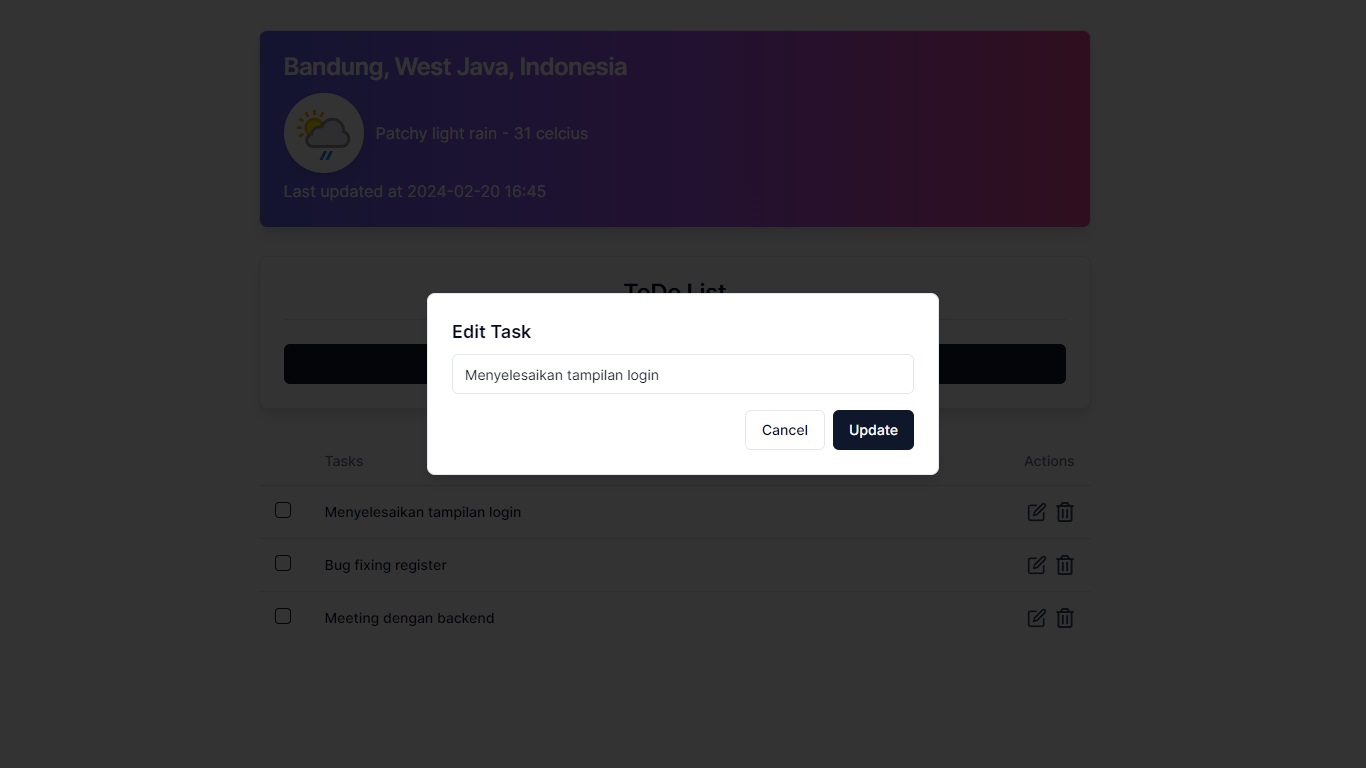 Bandung, West Java, Indonesia
Patchy light rain - 31 celcius
Last updated at 2024-02-20 16:45
ToDo List
Edit Task
Menyelesaikan tampilan login
Cancel Update
Tasks Actions
Menyelesaikan tampilan login
Bug fixing register
Meeting dengan backend